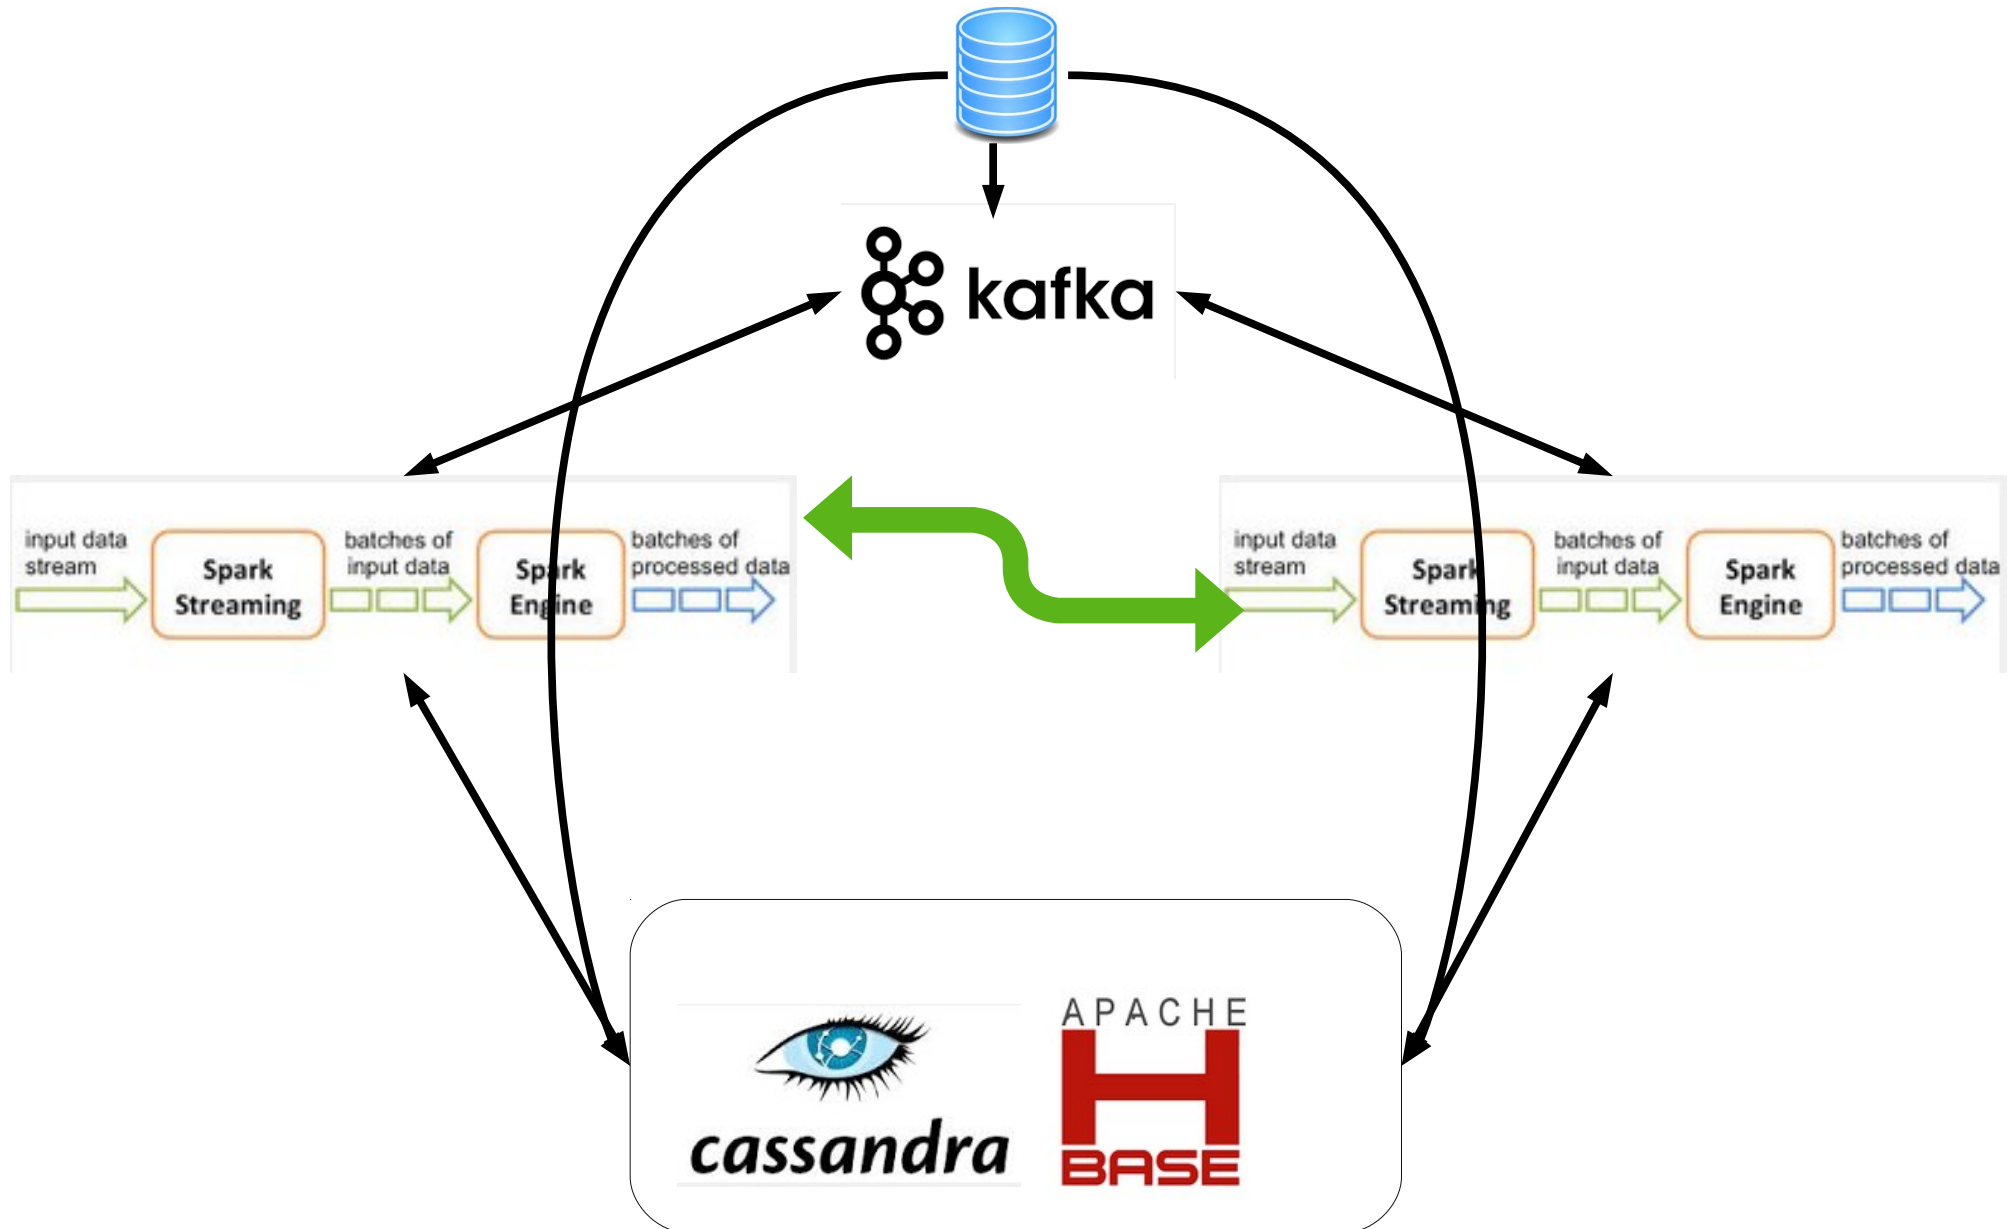 kafka
input data
stream
Spark
Streaming
batches of
input data
Spark
Engine
batches of
processed data
input data
stream
Spark
Streaming
batches of
input data
Spark
Engine
batches of
processed data
cassandra
APACHE
H
BASE